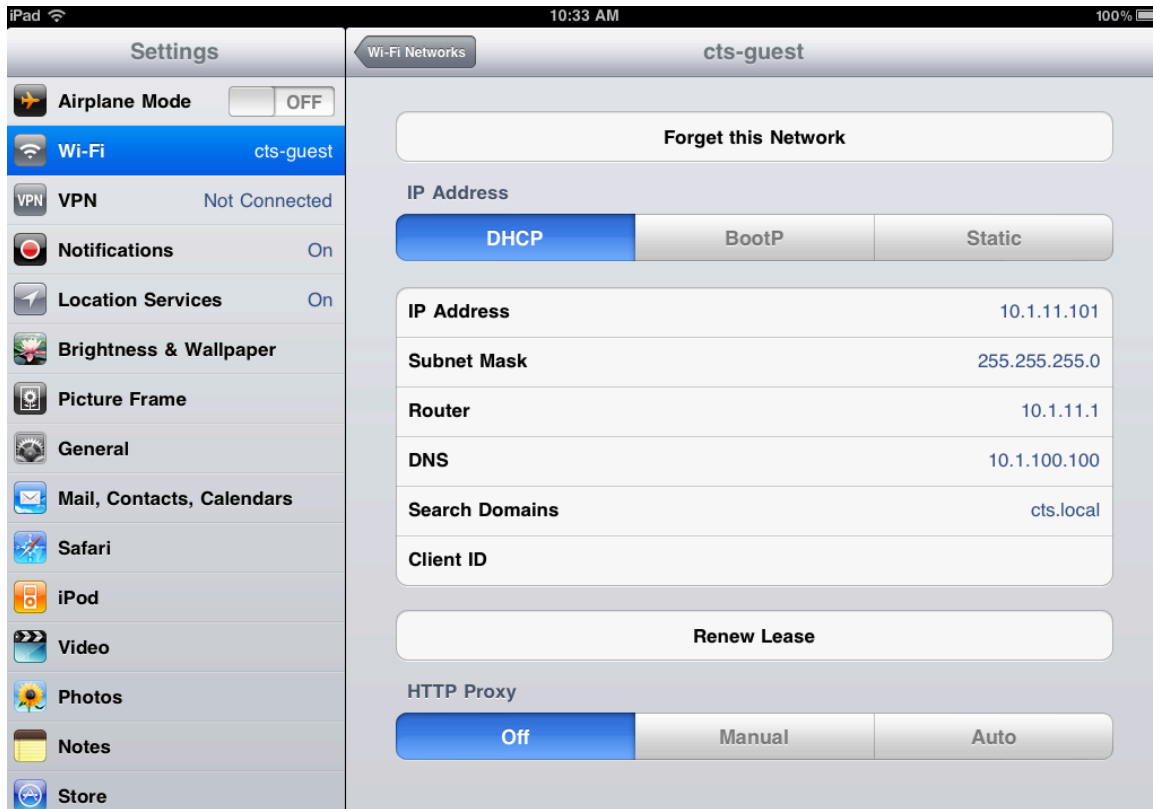 iPad 10:33 AM 100%
Settings
Airplane Mode OFF
Wi-Fi cts-guest
VPN VPN Not Connected
Notifications On
Location Services On
Brightness & Wallpaper
Picture Frame
General
Mail, Contacts, Calendars
Safari
iPod
Video
Photos
Notes
Store
Wi-Fi Networks cts-guest
Forget this Network
IP Address
DHCP BootP Static
IP Address 10.1.11.101
Subnet Mask 255.255.255.0
Router 10.1.11.1
DNS 10.1.100.100
Search Domains cts.local
Client ID
Renew Lease
HTTP Proxy
Off Manual Auto